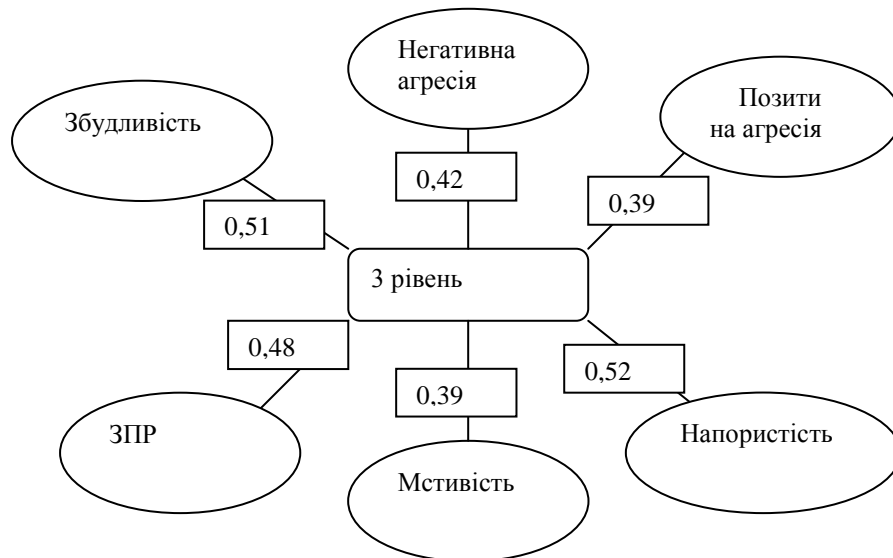 Негативна
агресія
Збудливість
Позити
на агресія
0,42
0,39
0,51
3 рівень
0,48
0,39
0,52
ЗПР
Мстивість
Напористість